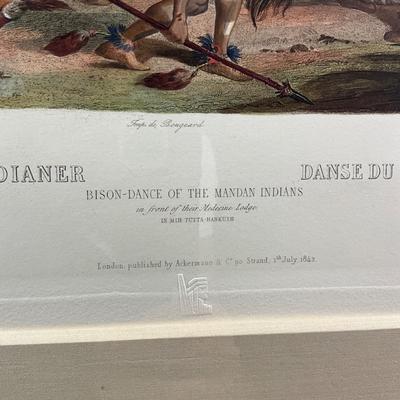 Imp. de Bougeard.
DIANER
DANSE DU
BISON-DANCE OF THE MANDAN INDIANS
in front of their Medicine Lodge.
IN MIH-TUTTA-HANKUSH
London, published by Ackermann & Co. 96 Strand, 1st July 1842.